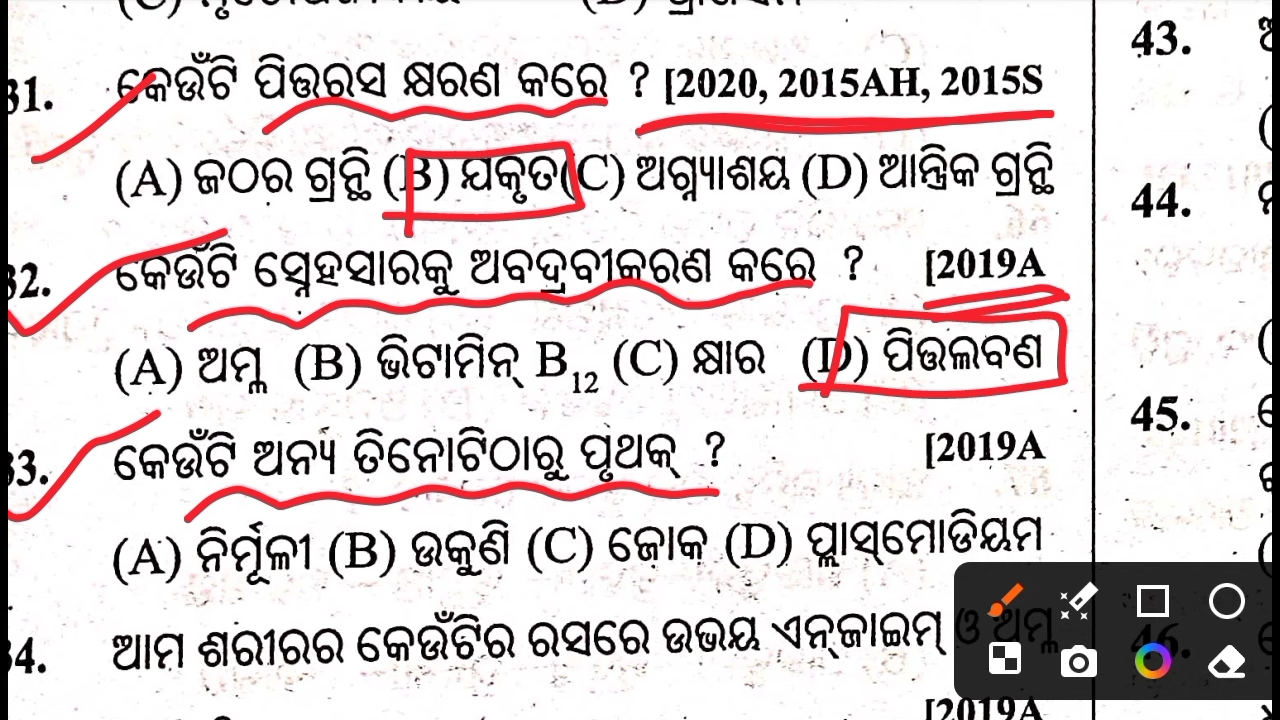 31. କେଉଁଟି ପିତ୍ତରସ କ୍ଷରଣ କରେ ? [2020, 2015AH, 2015S
(A) ଜଠର ଗ୍ରନ୍ଥି (B) ଯକୃତ (C) ଅଗ୍ନ୍ୟାଶୟ (D) ଆନ୍ତ୍ରିକ ଗ୍ରନ୍ଥି
32. କେଉଁଟି ସ୍ନେହସାରକୁ ଅବଦ୍ରବୀକରଣ କରେ ? [2019A
(A) ଅମ୍ଳ (B) ଭିଟାମିନ୍ B12 (C) କ୍ଷାର (D) ପିତ୍ତଲବଣ
33. କେଉଁଟି ଅନ୍ୟ ତିନୋଟିଠାରୁ ପୃଥକ୍ ? [2019A
(A) ନିର୍ମୂଳୀ (B) ଉକୁଣି (C) ଜୋକ (D) ପ୍ଲାସ୍‌ମୋଡିୟମ
34. ଆମ ଶରୀରର କେଉଁଟିର ରସରେ ଉଭୟ ଏନ୍‌ଜାଇମ୍ ଓ ଅମ୍ଳ
[2019A
43.
44.
45.
46.